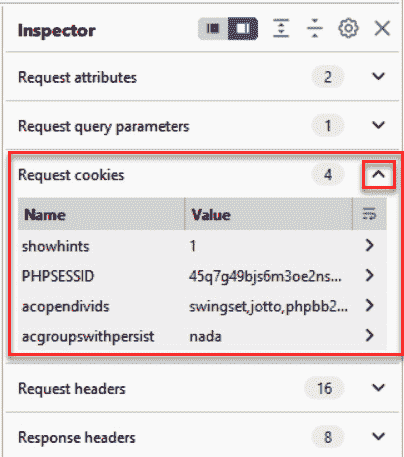 Inspector
Request attributes 2
Request query parameters 1
Request cookies 4
Name Value
showhints 1
PHPSESSID 45q7g49bjs6m3oe2ns...
acopendivids swingset,jotto,phpbb2...
acgroupswithpersist nada
Request headers 16
Response headers 8